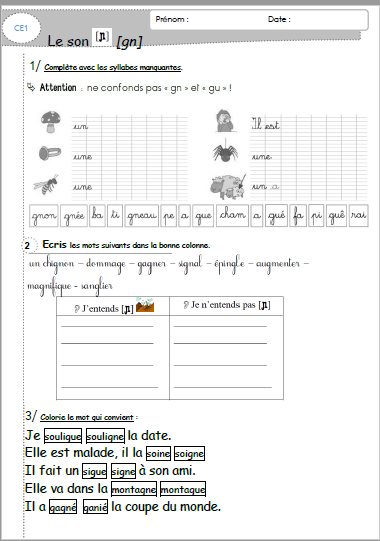 CE1
Prénom :
Date :
Le son [ɲ] [gn]
1/ Complète avec les syllabes manquantes.
Attention : ne confonds pas « gn » et « gu » !
un
Il est
une
une
une
un a
gnon gnée ba ti gneau pe a gue cham a gué fa pi guê rai
2 Ecris les mots suivants dans la bonne colonne.
un chignon – dommage – gagner – signal – épingle – augmenter –
magnifique - sanglier
J'entends [ɲ]
Je n'entends pas [ɲ]
3/ Colorie le mot qui convient :
Je soulique souligne la date.
Elle est malade, il la soine soigne
Il fait un sigue signe à son ami.
Elle va dans la montagne montague
Il a gagné ganié la coupe du monde.